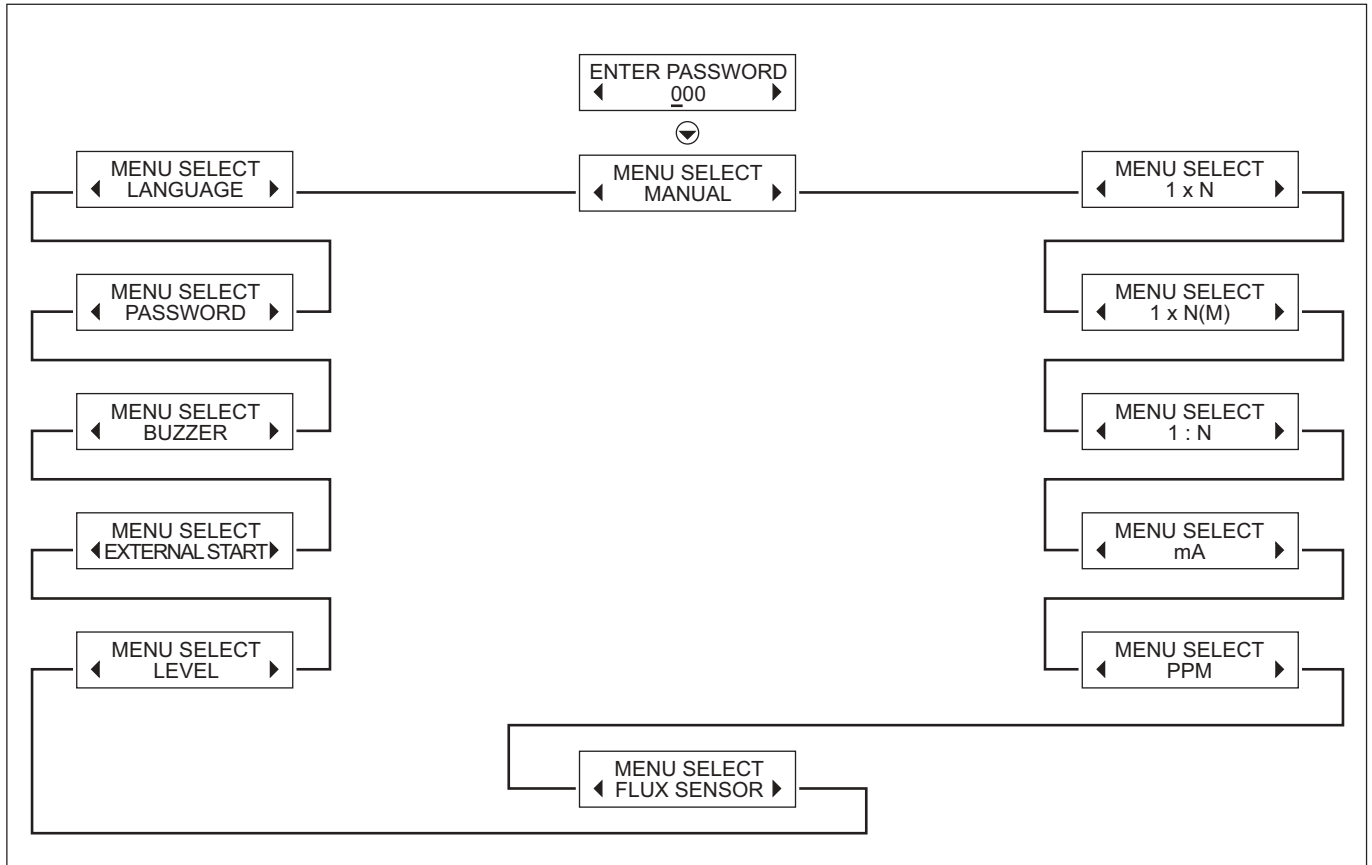 ENTER PASSWORD
000
MENU SELECT
LANGUAGE
MENU SELECT
MANUAL
MENU SELECT
1 x N
MENU SELECT
PASSWORD
MENU SELECT
1 x N(M)
MENU SELECT
BUZZER
MENU SELECT
1 : N
MENU SELECT
EXTERNAL START
MENU SELECT
mA
MENU SELECT
LEVEL
MENU SELECT
PPM
MENU SELECT
FLUX SENSOR